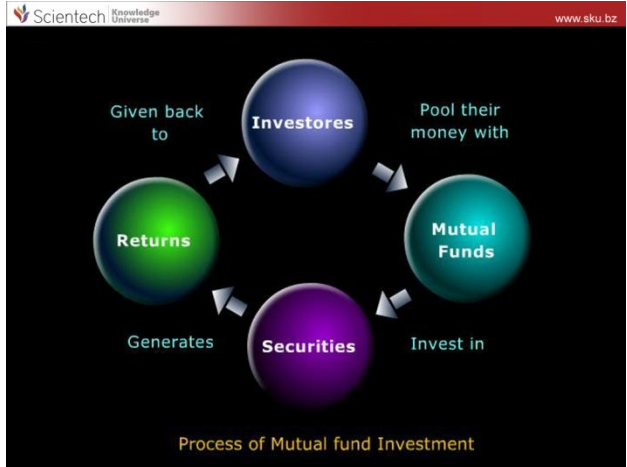 Scientech Knowledge Universe
www.sku.bz
Given back
to
Investores
Pool their
money with
Returns
Mutual
Funds
Generates
Securities
Invest in
Process of Mutual fund Investment